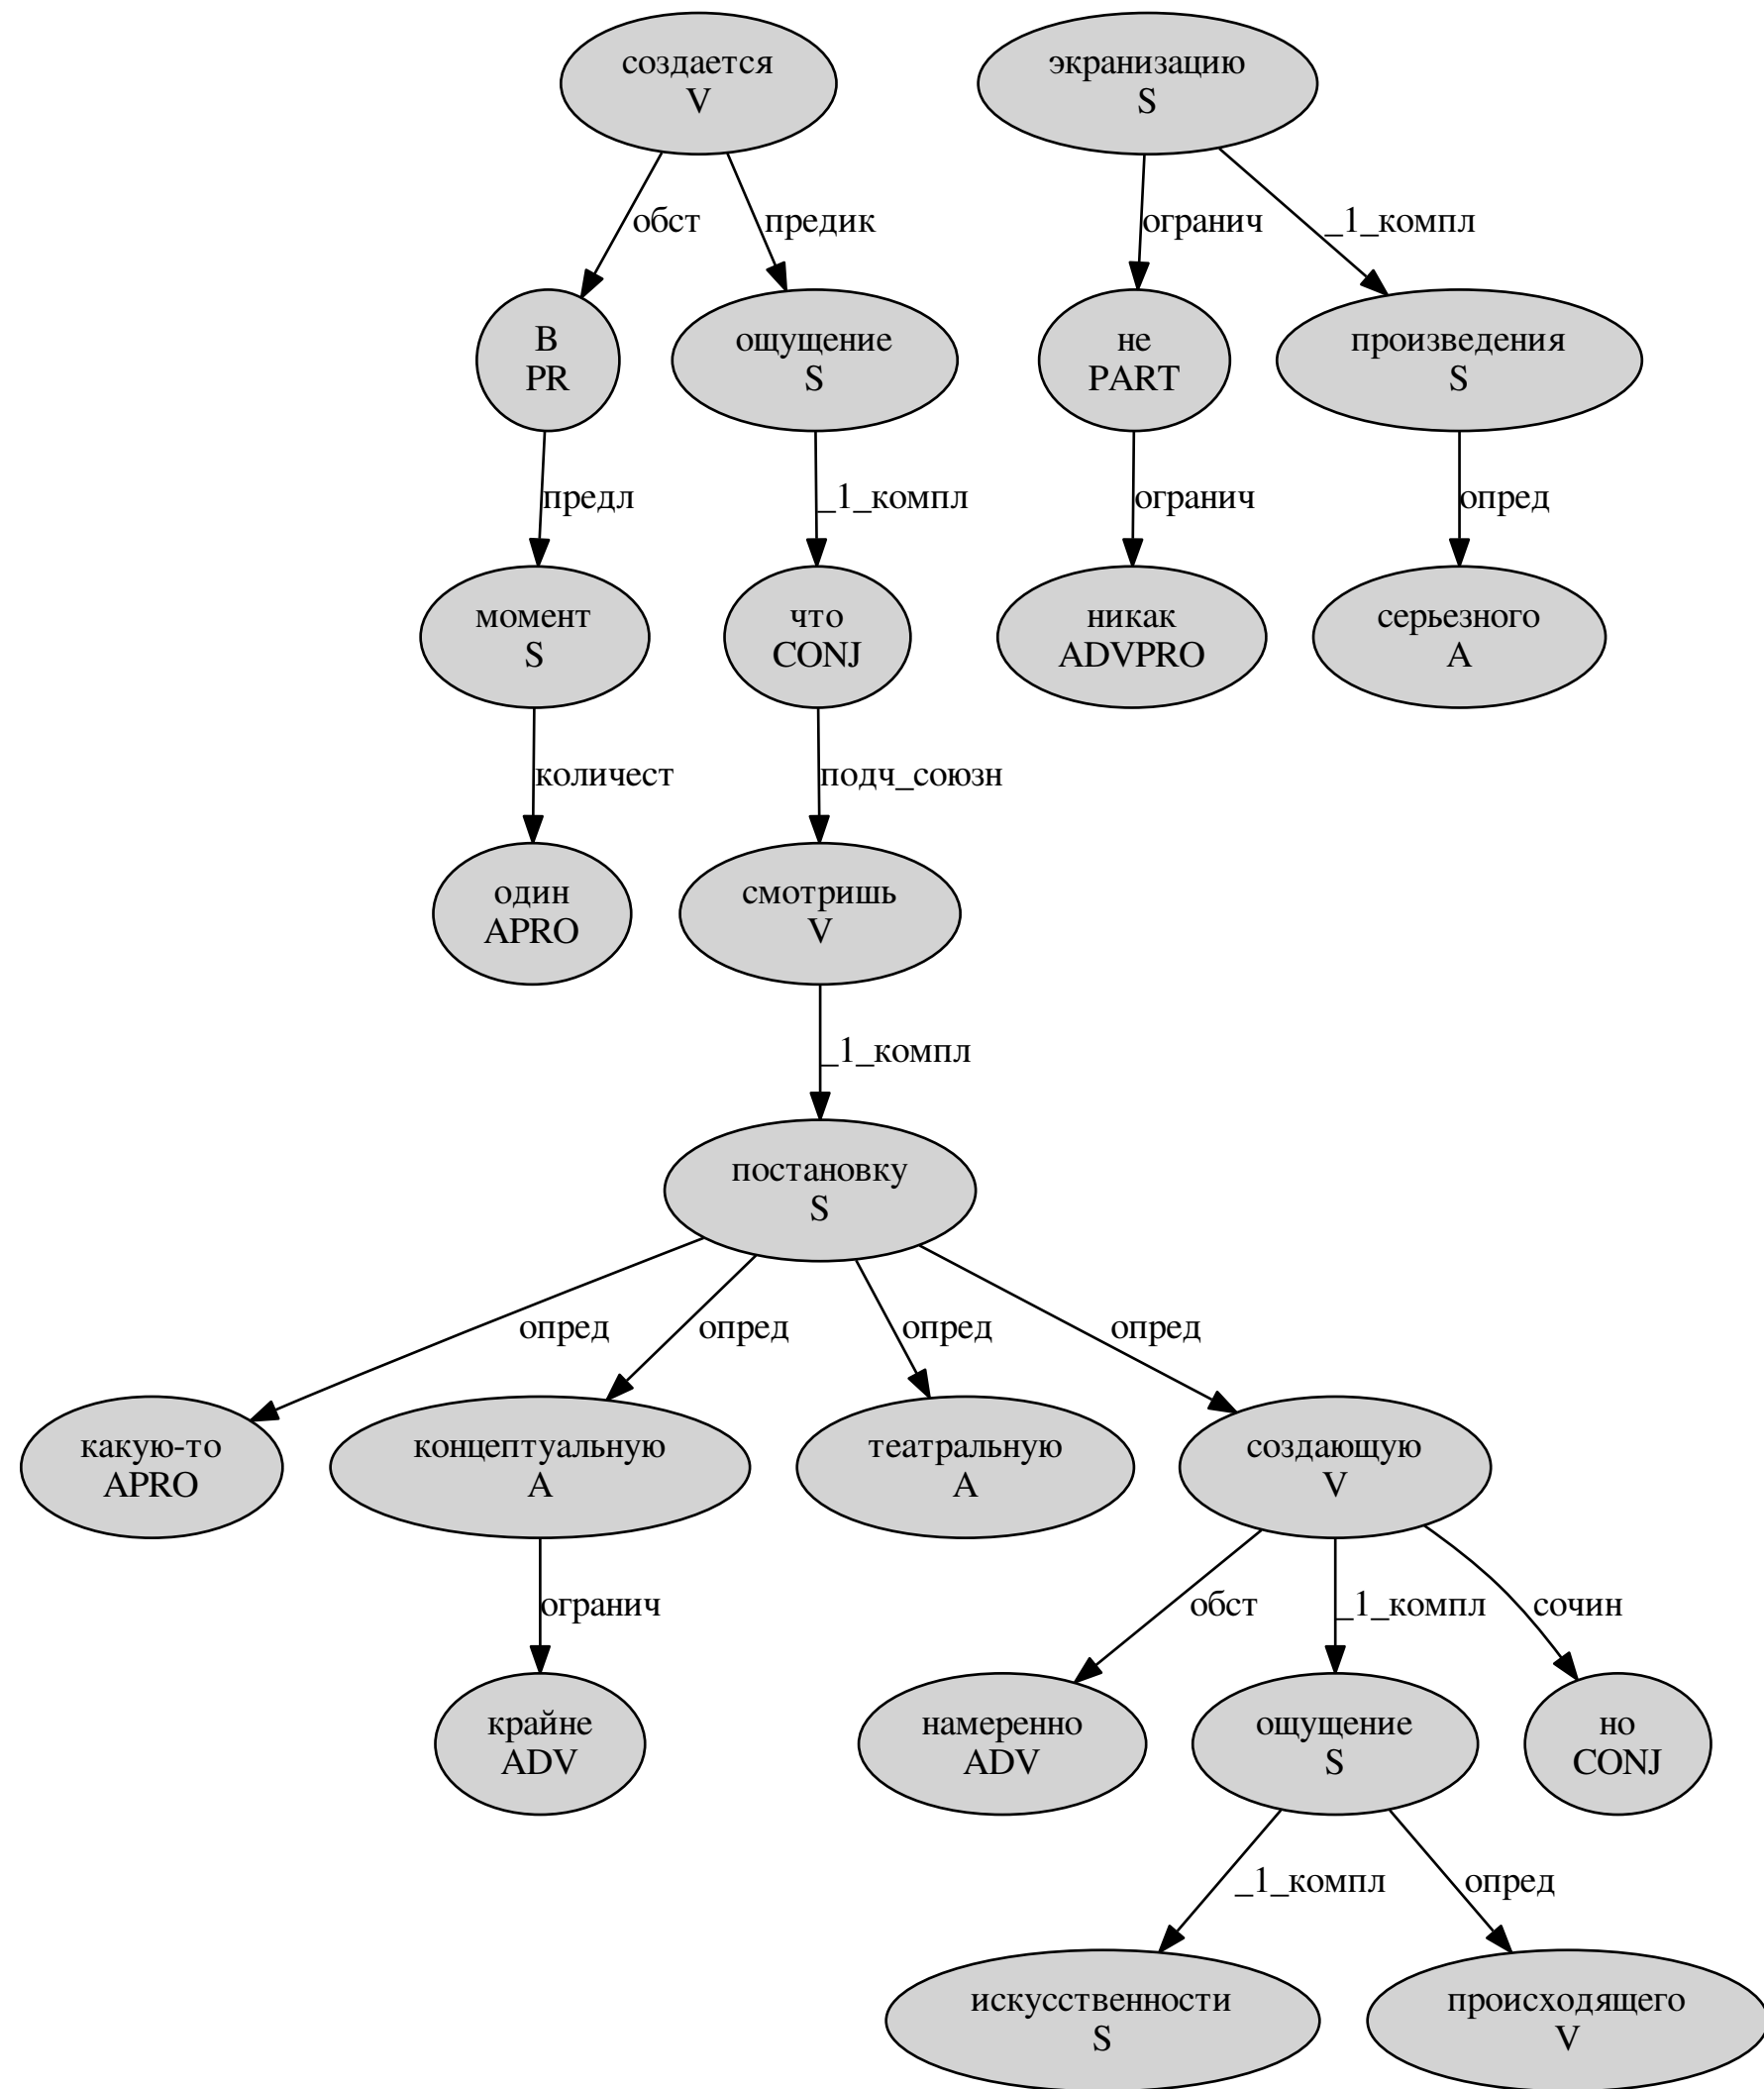 создается
V
экранизацию
S
обст
предик
огранич
_1_компл
В
PR
ощущение
S
не
PART
произведения
S
предл
_1_компл
огранич
опред
момент
S
что
CONJ
никак
ADVPRO
серьезного
A
количест
подч_союзн
один
APRO
смотришь
V
_1_компл
постановку
S
опред
опред
опред
опред
какую-то
APRO
концептуальную
A
театральную
A
создающую
V
огранич
обст
_1_компл
сочин
крайне
ADV
намеренно
ADV
ощущение
S
но
CONJ
_1_компл
опред
искусственности
S
происходящего
V